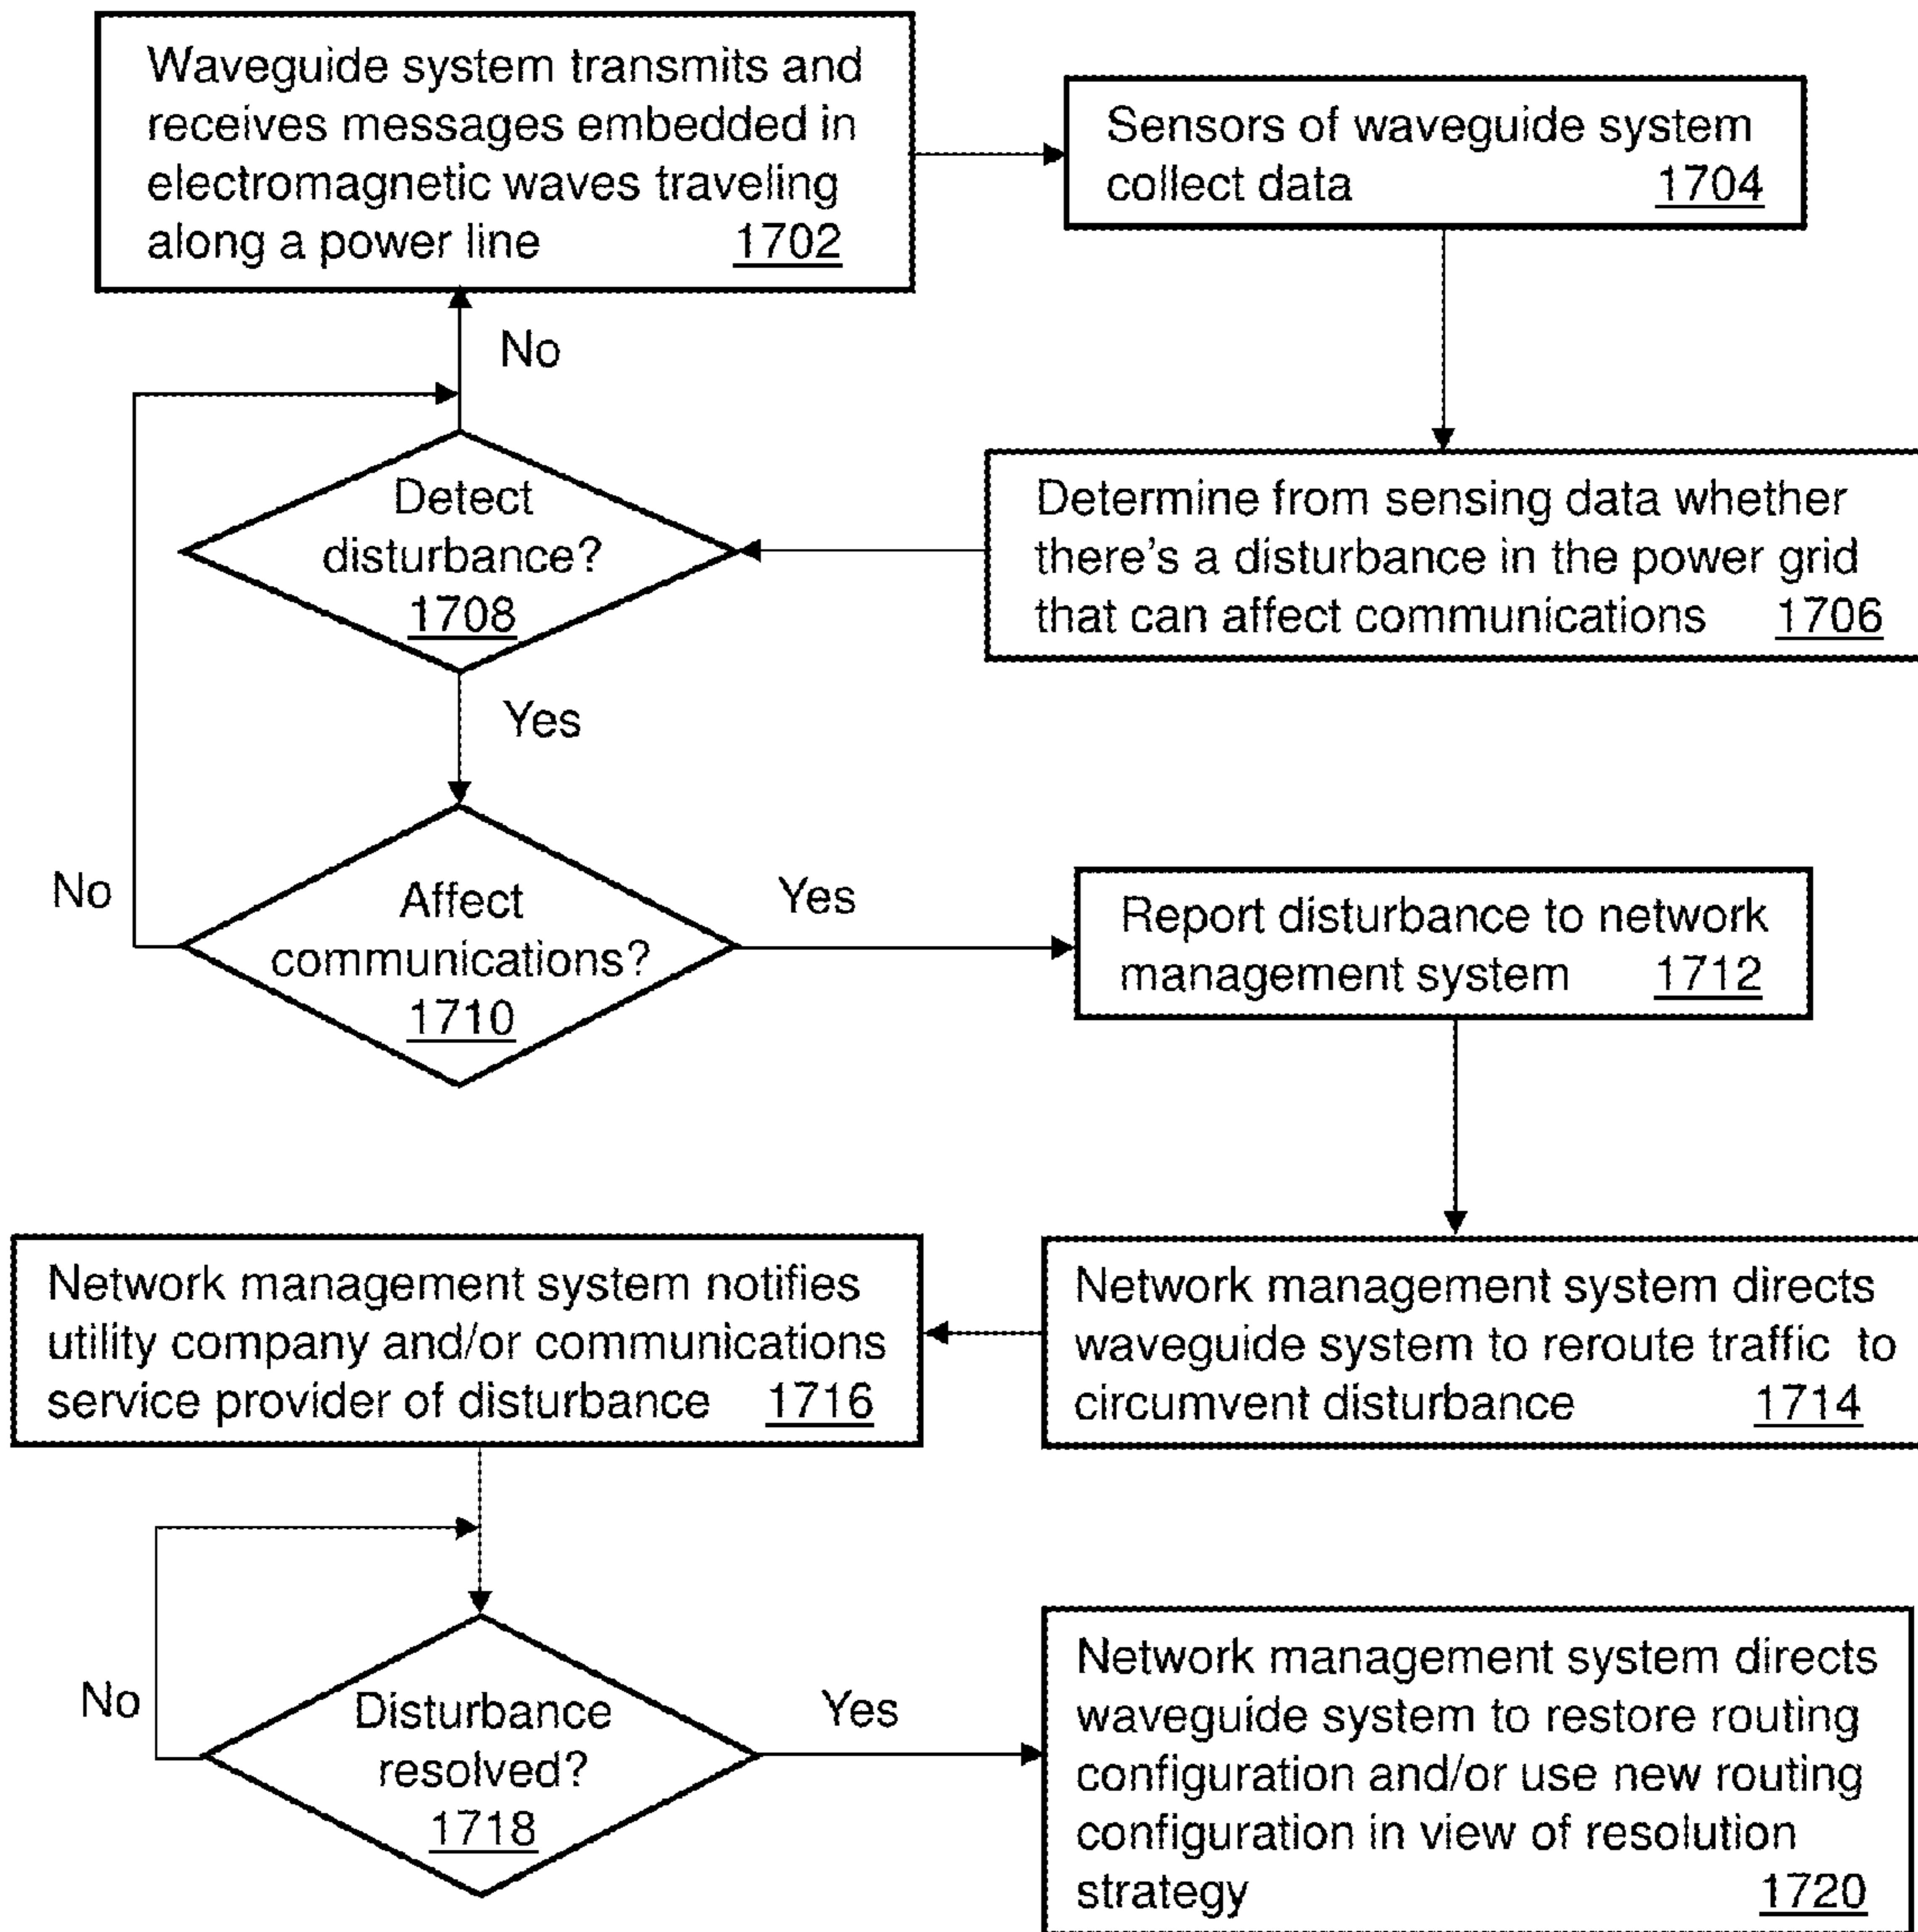 Waveguide system transmits and
receives messages embedded in
electromagnetic waves traveling
along a power line 1702
Sensors of waveguide system
collect data 1704
Determine from sensing data whether
there's a disturbance in the power grid
that can affect communications 1706
No
Detect
disturbance?
1708
Yes
No
Affect
communications?
1710
Yes
Report disturbance to network
management system 1712
Network management system directs
waveguide system to reroute traffic to
circumvent disturbance 1714
Network management system notifies
utility company and/or communications
service provider of disturbance 1716
No
Disturbance
resolved?
1718
Yes
Network management system directs
waveguide system to restore routing
configuration and/or use new routing
configuration in view of resolution
strategy 1720